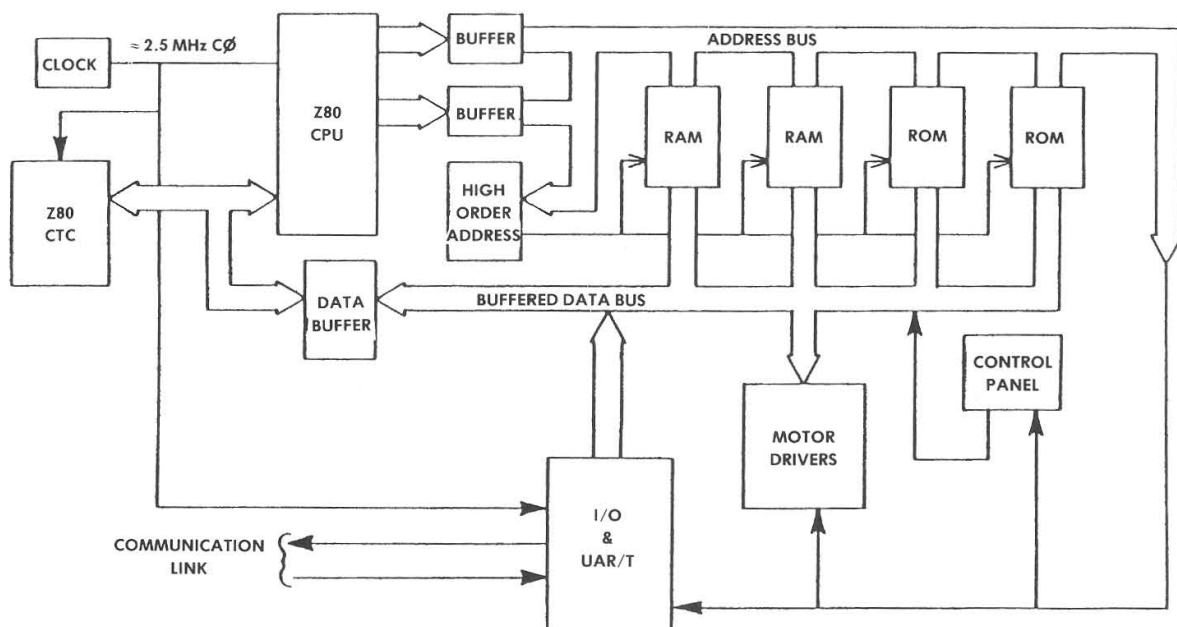 ≈ 2.5 MHz CØ
CLOCK
BUFFER
ADDRESS BUS
Z80
CPU
BUFFER
RAM
RAM
ROM
ROM
Z80
CTC
HIGH
ORDER
ADDRESS
DATA
BUFFER
BUFFERED DATA BUS
CONTROL
PANEL
MOTOR
DRIVERS
I/O
&
UAR/T
COMMUNICATION
LINK